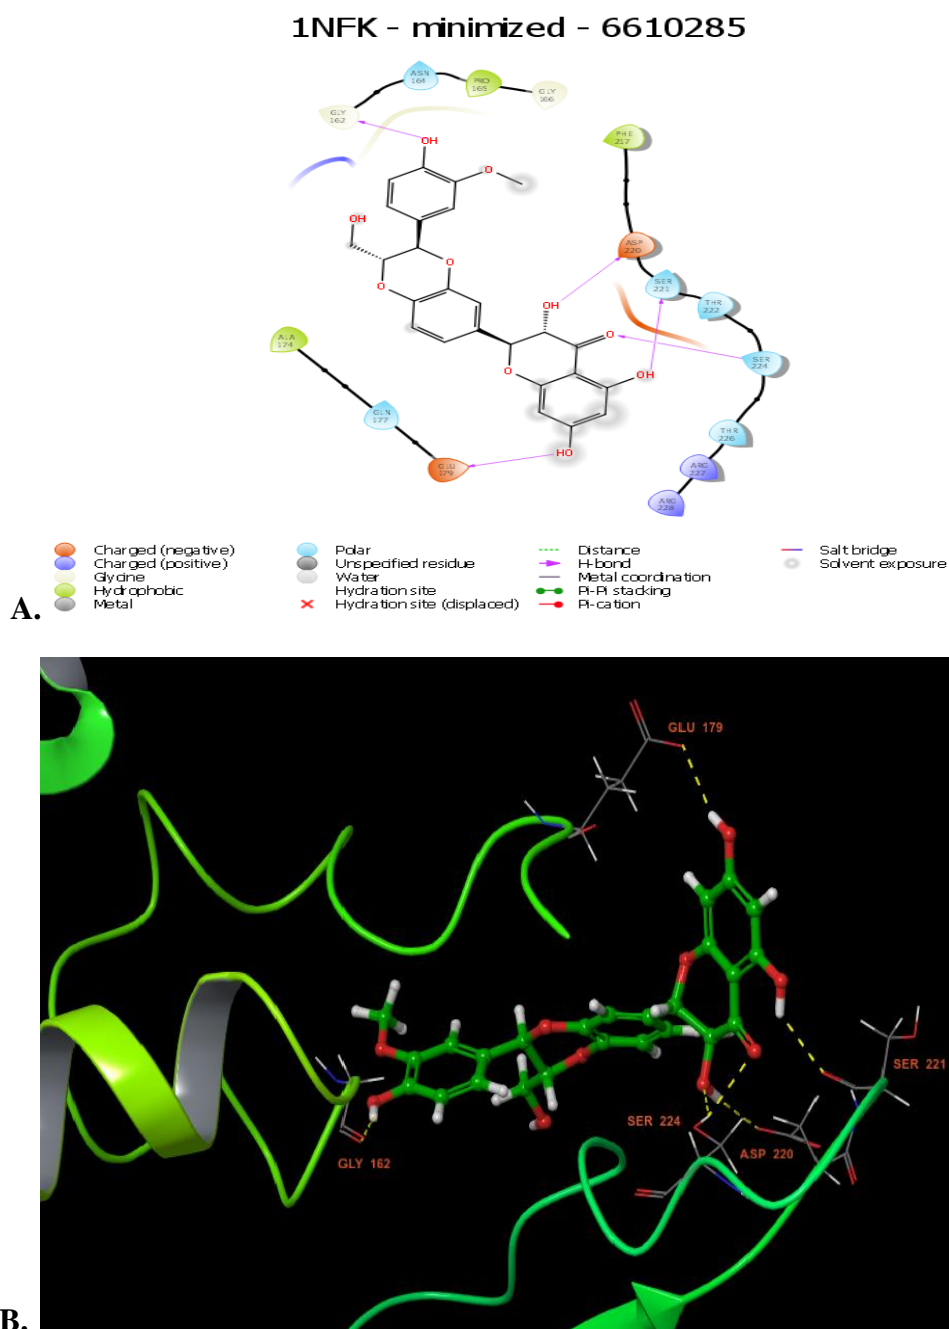 1NFK - minimized - 6610285
ASN
164
PRO
165
GLY
166
GLY
162
OH
O
PHE
217
OH
O
O
ASP
220
SER
221
THR
222
OH
O
O
OH
SER
224
ALA
174
GLN
177
HO
GLU
179
THR
226
ARG
227
ARG
228
Charged (negative)
Charged (positive)
Glycine
Hydrophobic
Metal
Polar
Unspecified residue
Water
Hydration site
Hydration site (displaced)
Distance
H-bond
Metal coordination
Pi-Pi stacking
Pi-cation
Salt bridge
Solvent exposure
A.
GLU 179
SER 221
SER 224
ASP 220
GLY 162
B.